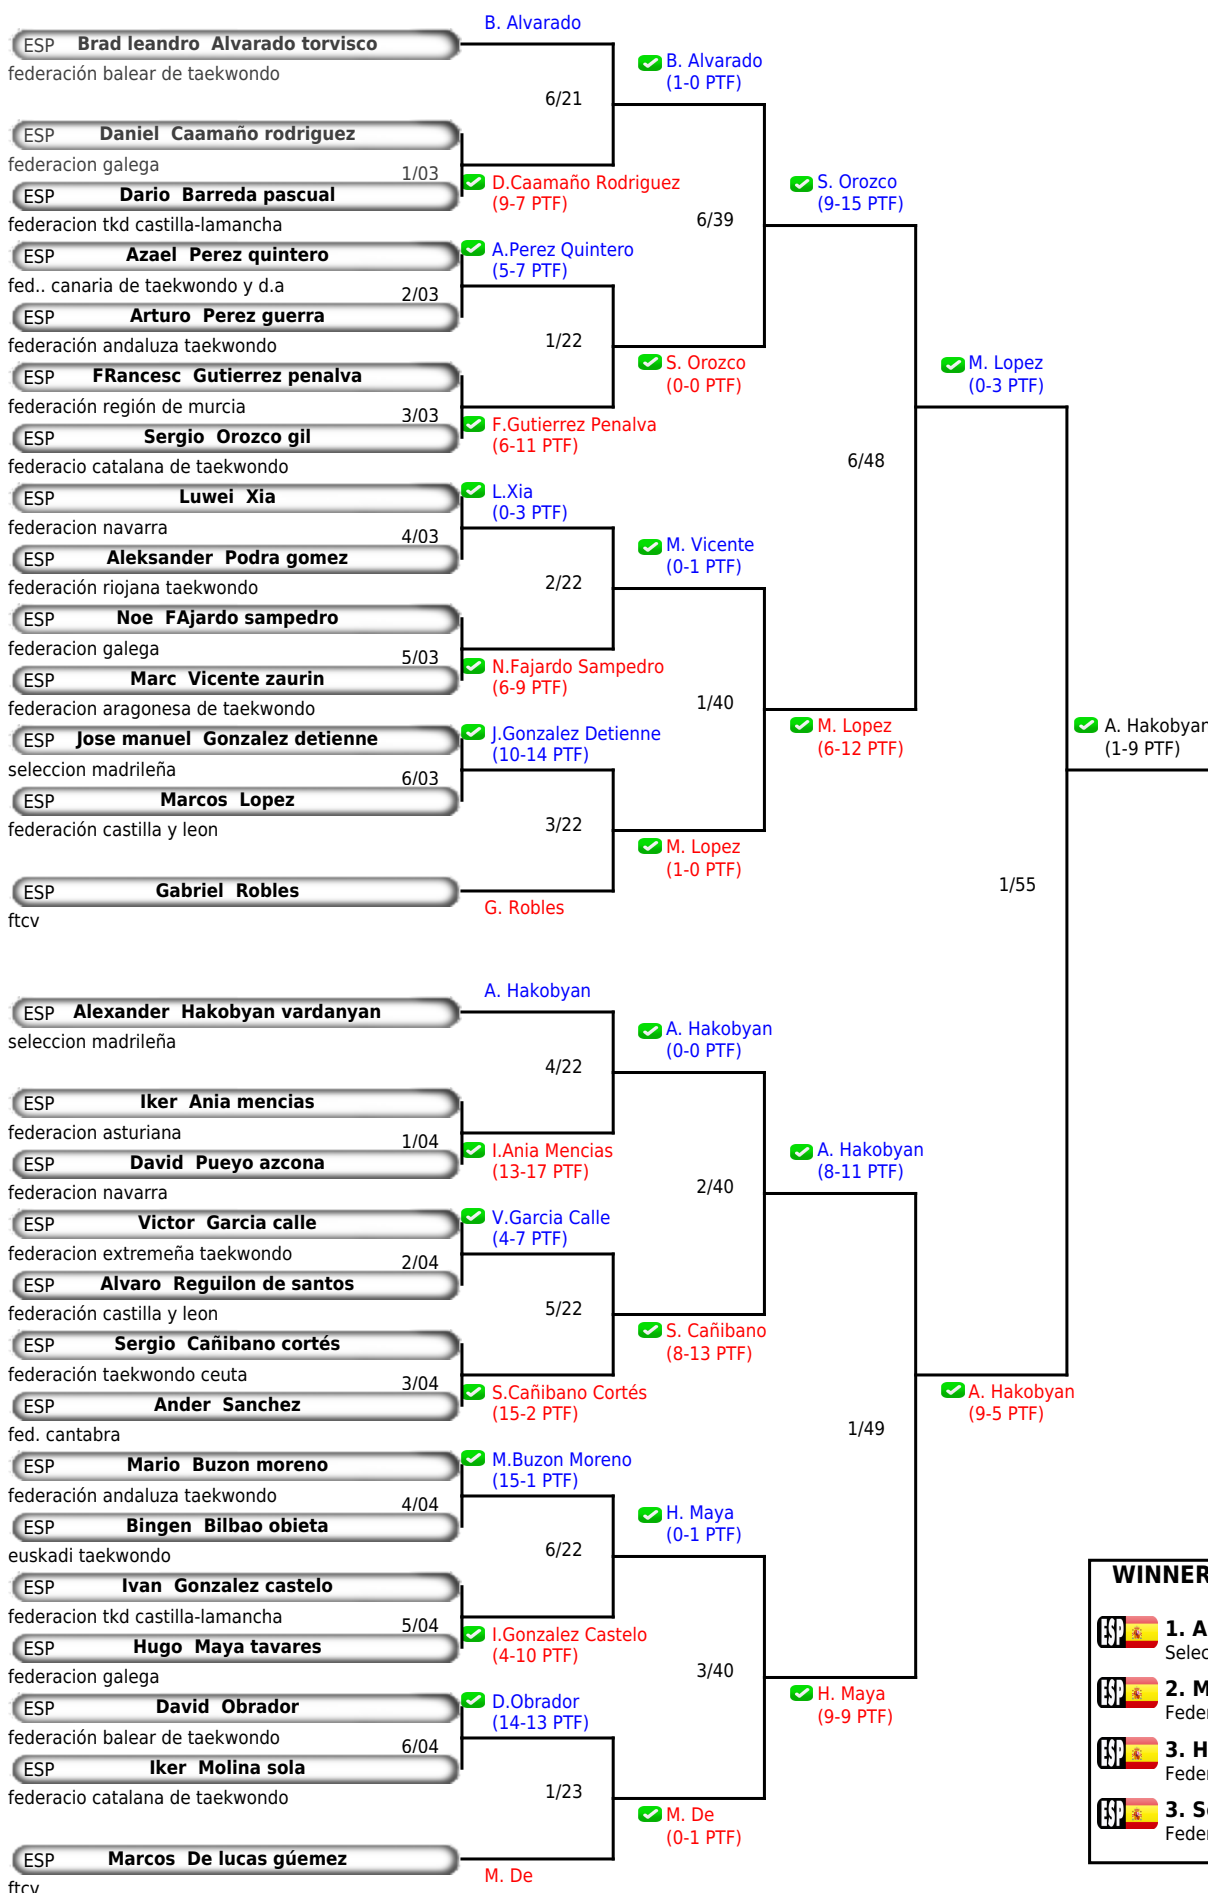 B. Alvarado
ESP Brad leandro Alvarado torvisco
federación balear de taekwondo
B. Alvarado
(1-0 PTF)
6/21
ESP Daniel Caamaño rodriguez
federacion galega
1/03
D.Caamaño Rodriguez
(9-7 PTF)
ESP Dario Barreda pascual
federacion tkd castilla-lamancha
S. Orozco
(9-15 PTF)
6/39
ESP Azael Perez quintero
fed.. canaria de taekwondo y d.a
A.Perez Quintero
(5-7 PTF)
2/03
ESP Arturo Perez guerra
federación andaluza taekwondo
1/22
S. Orozco
(0-0 PTF)
M. Lopez
(0-3 PTF)
ESP FRancesc Gutierrez penalva
federación región de murcia
3/03
F.Gutierrez Penalva
(6-11 PTF)
ESP Sergio Orozco gil
federacio catalana de taekwondo
6/48
ESP Luwei Xia
federacion navarra
L.Xia
(0-3 PTF)
4/03
ESP Aleksander Podra gomez
federación riojana taekwondo
M. Vicente
(0-1 PTF)
2/22
ESP Noe FAjardo sampedro
federacion galega
5/03
N.Fajardo Sampedro
(6-9 PTF)
ESP Marc Vicente zaurin
federacion aragonesa de taekwondo
1/40
ESP Jose manuel Gonzalez detienne
seleccion madrileña
J.Gonzalez Detienne
(10-14 PTF)
M. Lopez
(6-12 PTF)
A. Hakobyan
(1-9 PTF)
6/03
ESP Marcos Lopez
federación castilla y leon
3/22
M. Lopez
(1-0 PTF)
ESP Gabriel Robles
ftcv
G. Robles
1/55
A. Hakobyan
ESP Alexander Hakobyan vardanyan
seleccion madrileña
A. Hakobyan
(0-0 PTF)
4/22
ESP Iker Ania mencias
federacion asturiana
1/04
I.Ania Mencias
(13-17 PTF)
ESP David Pueyo azcona
federacion navarra
A. Hakobyan
(8-11 PTF)
2/40
ESP Victor Garcia calle
federacion extremeña taekwondo
V.Garcia Calle
(4-7 PTF)
2/04
ESP Alvaro Reguilon de santos
federación castilla y leon
5/22
S. Cañibano
(8-13 PTF)
ESP Sergio Cañibano cortés
federación taekwondo ceuta
3/04
S.Cañibano Cortés
(15-2 PTF)
A. Hakobyan
(9-5 PTF)
ESP Ander Sanchez
fed. cantabra
1/49
ESP Mario Buzon moreno
federación andaluza taekwondo
M.Buzon Moreno
(15-1 PTF)
4/04
ESP Bingen Bilbao obieta
euskadi taekwondo
H. Maya
(0-1 PTF)
6/22
ESP Ivan Gonzalez castelo
federacion tkd castilla-lamancha
5/04
I.Gonzalez Castelo
(4-10 PTF)
ESP Hugo Maya tavares
federacion galega
3/40
ESP David Obrador
federación balear de taekwondo
D.Obrador
(14-13 PTF)
H. Maya
(9-9 PTF)
6/04
ESP Iker Molina sola
federacio catalana de taekwondo
1/23
M. De
(0-1 PTF)
ESP Marcos De lucas gúemez
ftcv
M. De
WINNER
ESP 1. A
Selec
ESP 2. M
Feder
ESP 3. H
Feder
ESP 3. Se
Feder